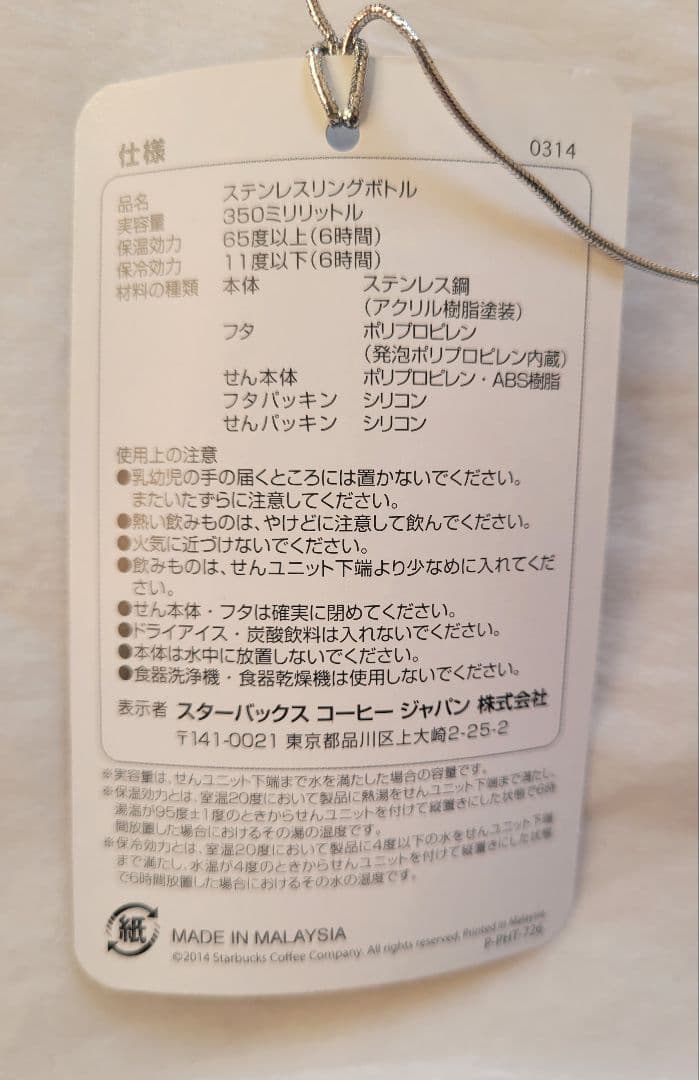 仕様 0314
品名 ステンレスリングボトル
実容量 350ミリリットル
保温効力 65度以上(6時間)
保冷効力 11度以下(6時間)
材料の種類 本体 ステンレス鋼
(アクリル樹脂塗装)
フタ ポリプロピレン
(発泡ポリプロピレン内蔵)
せん本体 ポリプロピレン・ABS樹脂
フタパッキン シリコン
せんパッキン シリコン
使用上の注意
●乳幼児の手の届くところには置かないでください。
またいたずらに注意してください。
●熱い飲みものは、やけどに注意して飲んでください。
●火気に近づけないでください。
●飲みものは、せんユニット下端より少なめに入れてくだ
さい。
●せん本体・フタは確実に閉めてください。
●ドライアイス・炭酸飲料は入れないでください。
●本体は水中に放置しないでください。
●食器洗浄機・食器乾燥機は使用しないでください。
表示者 スターバックス コーヒー ジャパン 株式会社
〒141-0021 東京都品川区上大崎2-25-2
※実容量は、せんユニット下端まで水を満たした場合の容量です。
※保温効力とは、室温20度において製品に熱湯をせんユニット下端まで満たし、
湯温が95度±1度のときからせんユニットを付けて縦置きにした状態で6時
間放置した場合におけるその湯の温度です。
※保冷効力とは、室温20度において製品に4度以下の水をせんユニット下端
まで満たし、水温が4度のときからせんユニットを付けて縦置きにした状態
で6時間放置した場合におけるその水の温度です。
紙 MADE IN MALAYSIA
©2014 Starbucks Coffee Company. All rights reserved. Printed in Malaysia
P-PHT-726